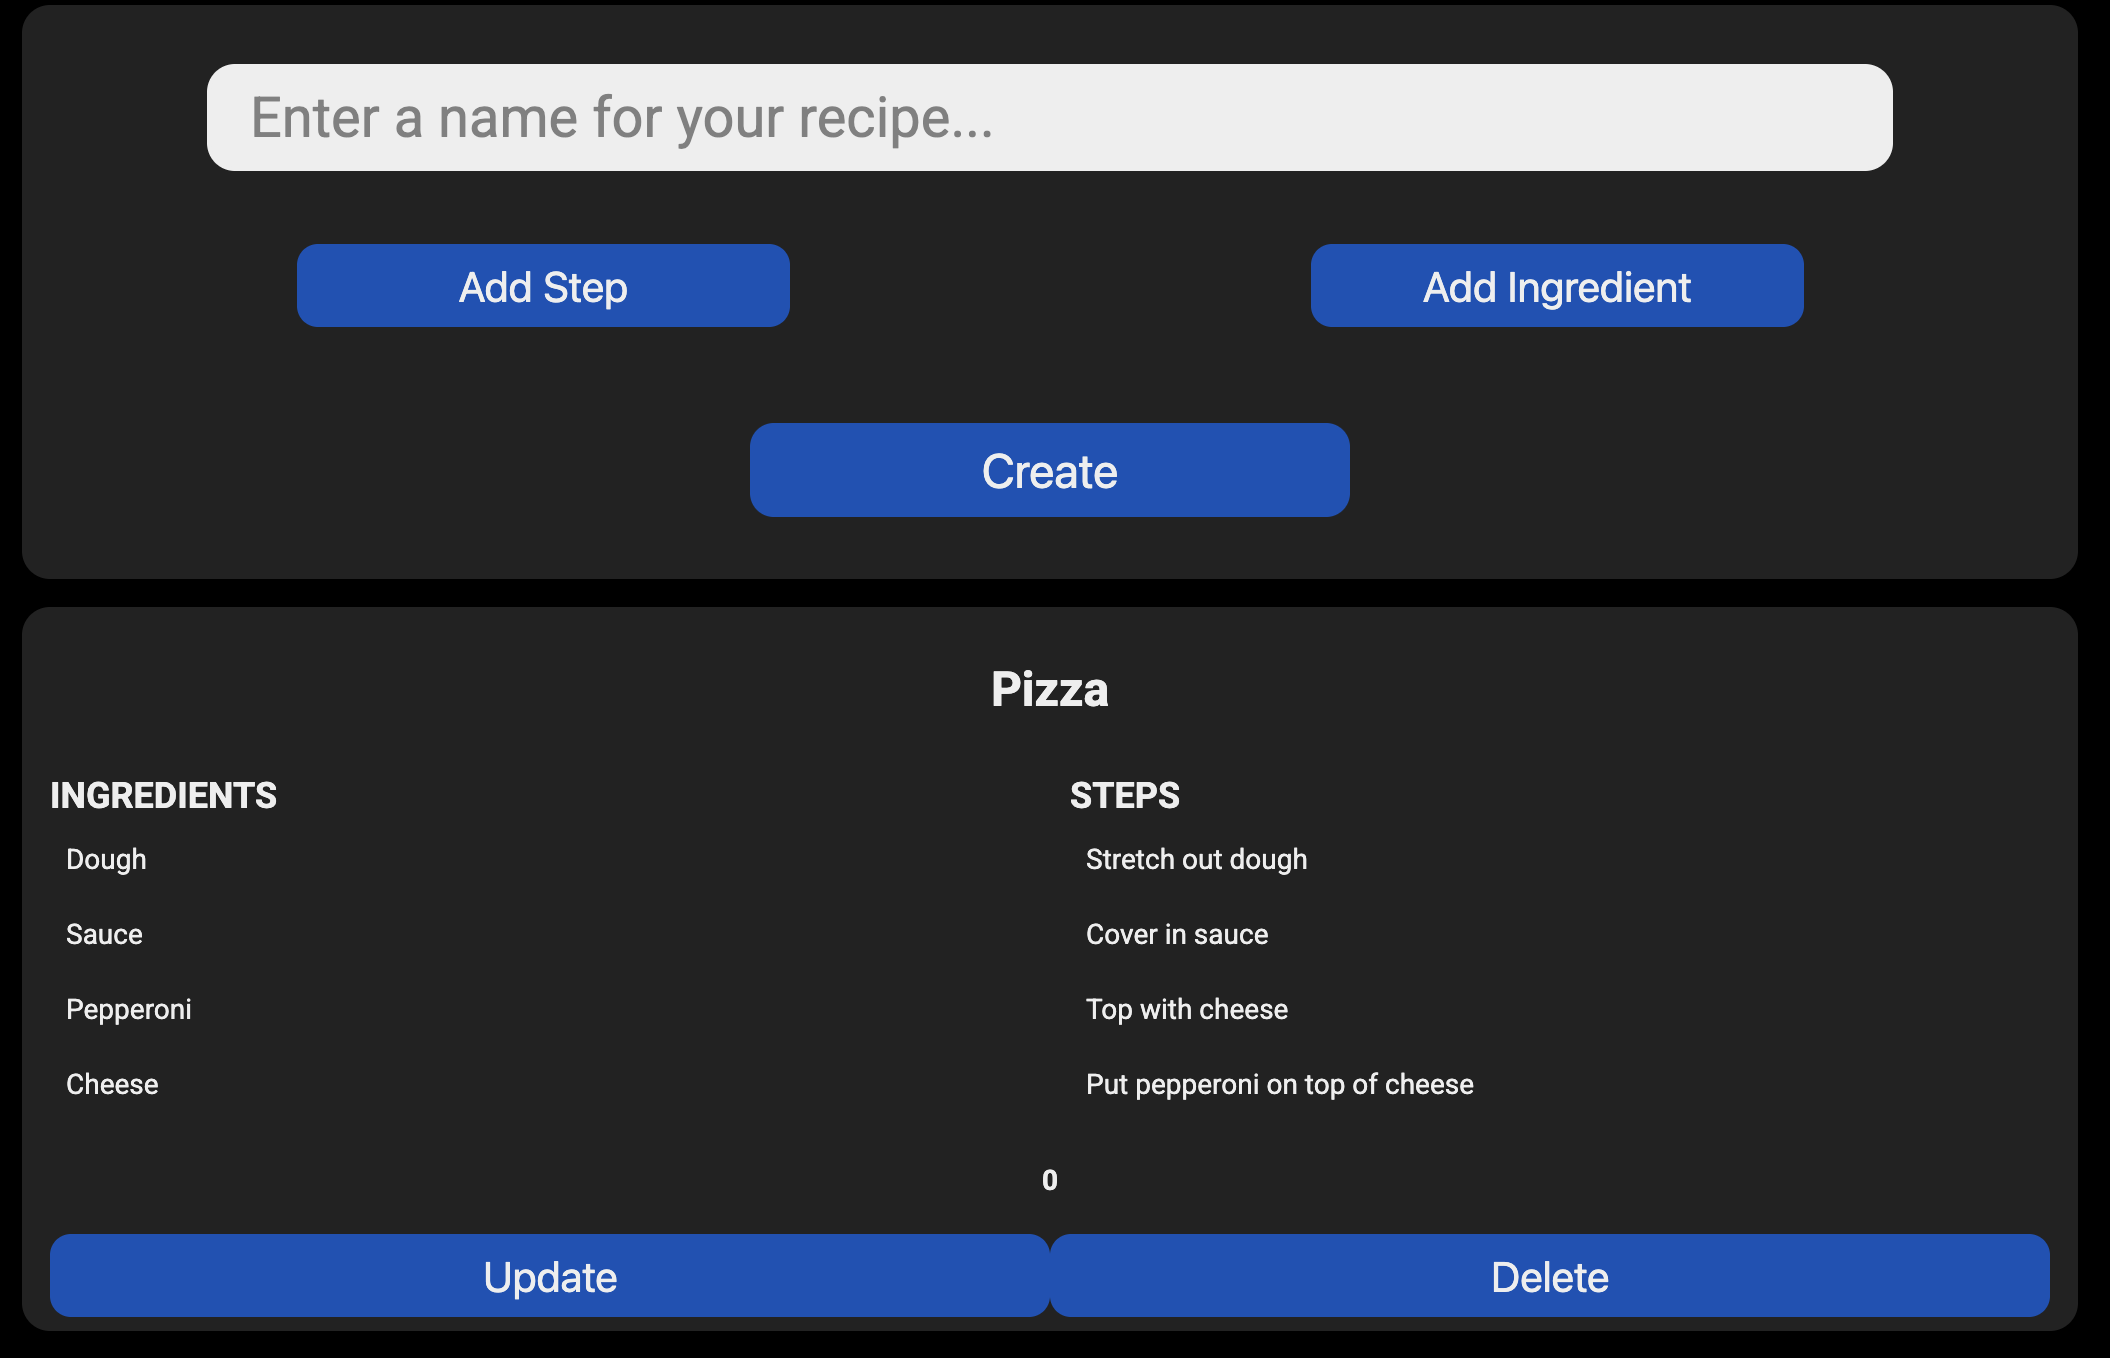 Enter a name for your recipe...
Add Step
Add Ingredient
Create
Pizza
INGREDIENTS
Dough
Sauce
Pepperoni
Cheese
STEPS
Stretch out dough
Cover in sauce
Top with cheese
Put pepperoni on top of cheese
0
Update
Delete